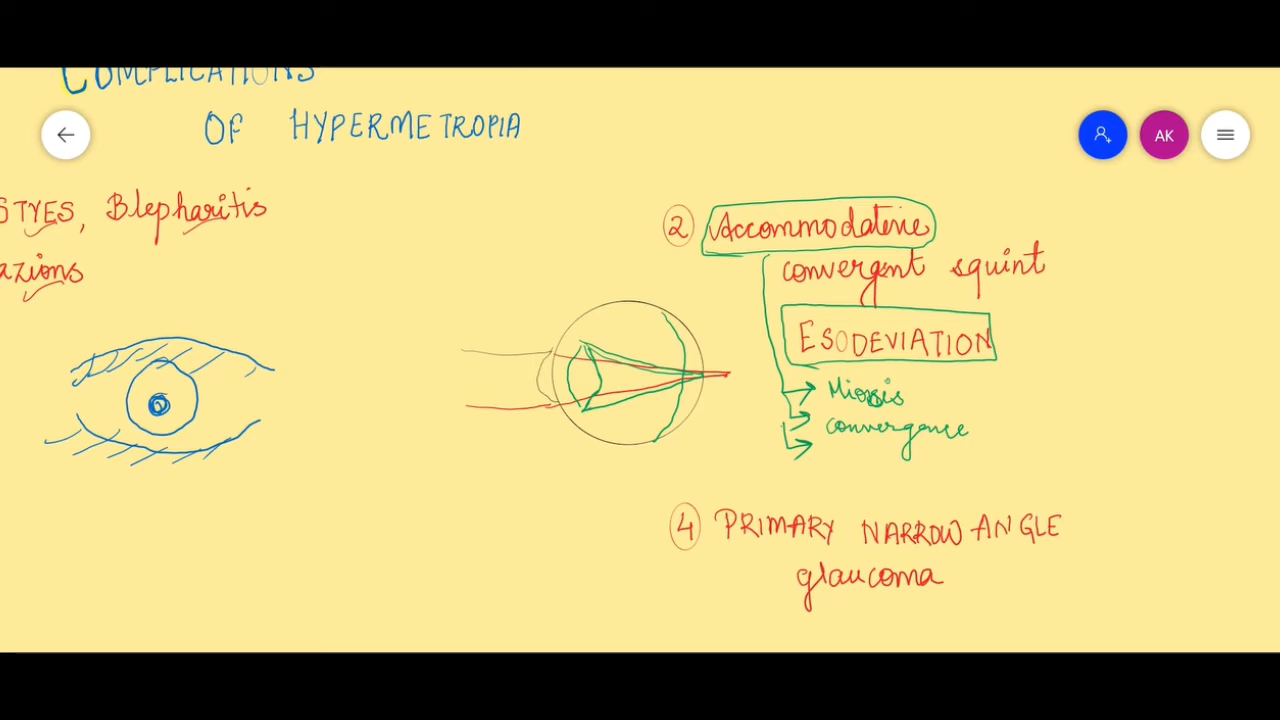 COMPLICATIONS
OF HYPERMETROPIA
AK
STYES, Blepharitis
azions
2 Accommodative
convergent squint
ESODEVIATION
Miosis
convergence
4 PRIMARY NARROW ANGLE
glaucoma